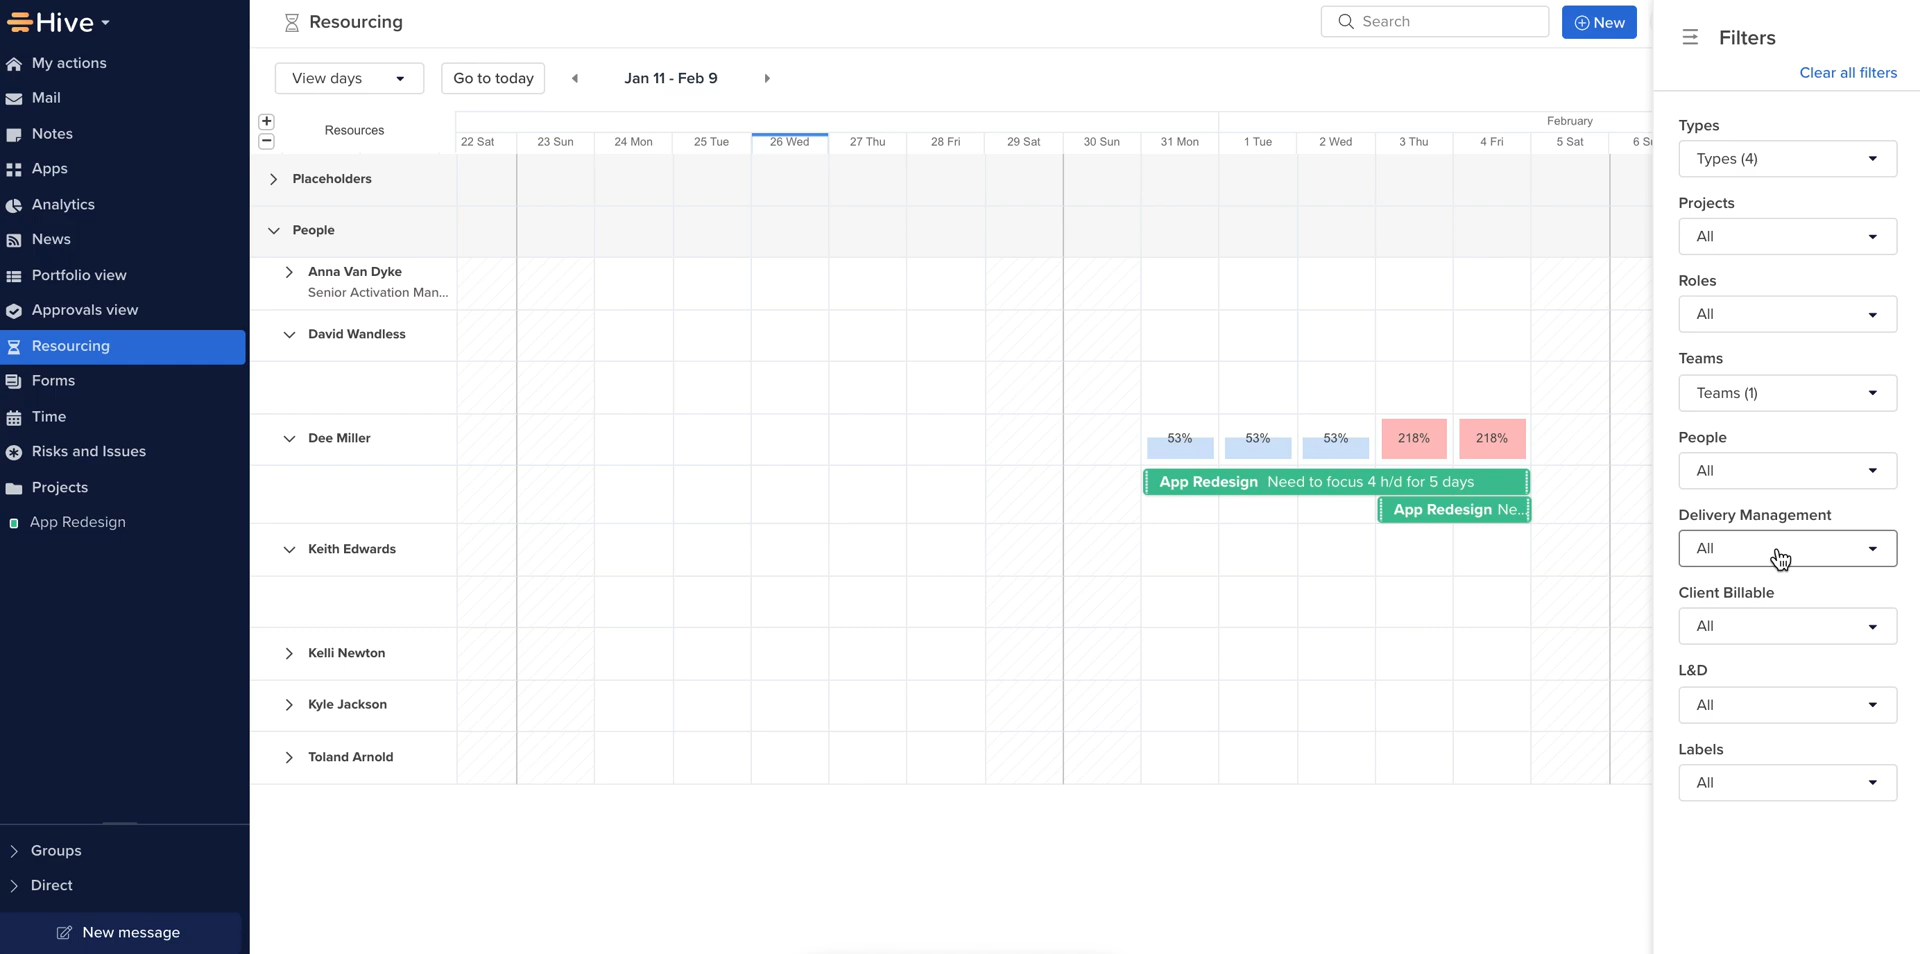 Hive
My actions
Mail
Notes
Apps
Analytics
News
Portfolio view
Approvals view
Resourcing
Forms
Time
Risks and Issues
Projects
App Redesign
Groups
Direct
New message
Resourcing
Search
New
View days
Go to today
Jan 11 - Feb 9
Resources
February
22 Sat
23 Sun
24 Mon
25 Tue
26 Wed
27 Thu
28 Fri
29 Sat
30 Sun
31 Mon
1 Tue
2 Wed
3 Thu
4 Fri
5 Sat
6 Su
Placeholders
People
Anna Van Dyke
Senior Activation Man...
David Wandless
Dee Miller
53%
53%
53%
218%
218%
App Redesign Need to focus 4 h/d for 5 days
App Redesign Ne...
Keith Edwards
Kelli Newton
Kyle Jackson
Toland Arnold
Filters
Clear all filters
Types
Types (4)
Projects
All
Roles
All
Teams
Teams (1)
People
All
Delivery Management
All
Client Billable
All
L&D
All
Labels
All